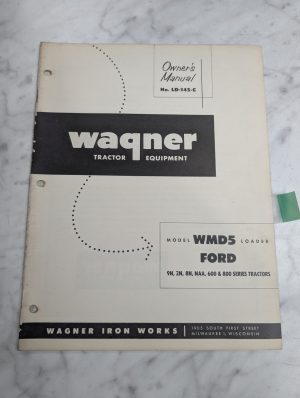 Owner's
Manual
No. LD-145-C
wagner
TRACTOR EQUIPMENT
MODEL WMD5 LOADER
FORD
9N, 2N, 8N, NAA, 600 & 800 SERIES TRACTORS
WAGNER IRON WORKS
1905 SOUTH FIRST STREET
MILWAUKEE 1, WISCONSIN